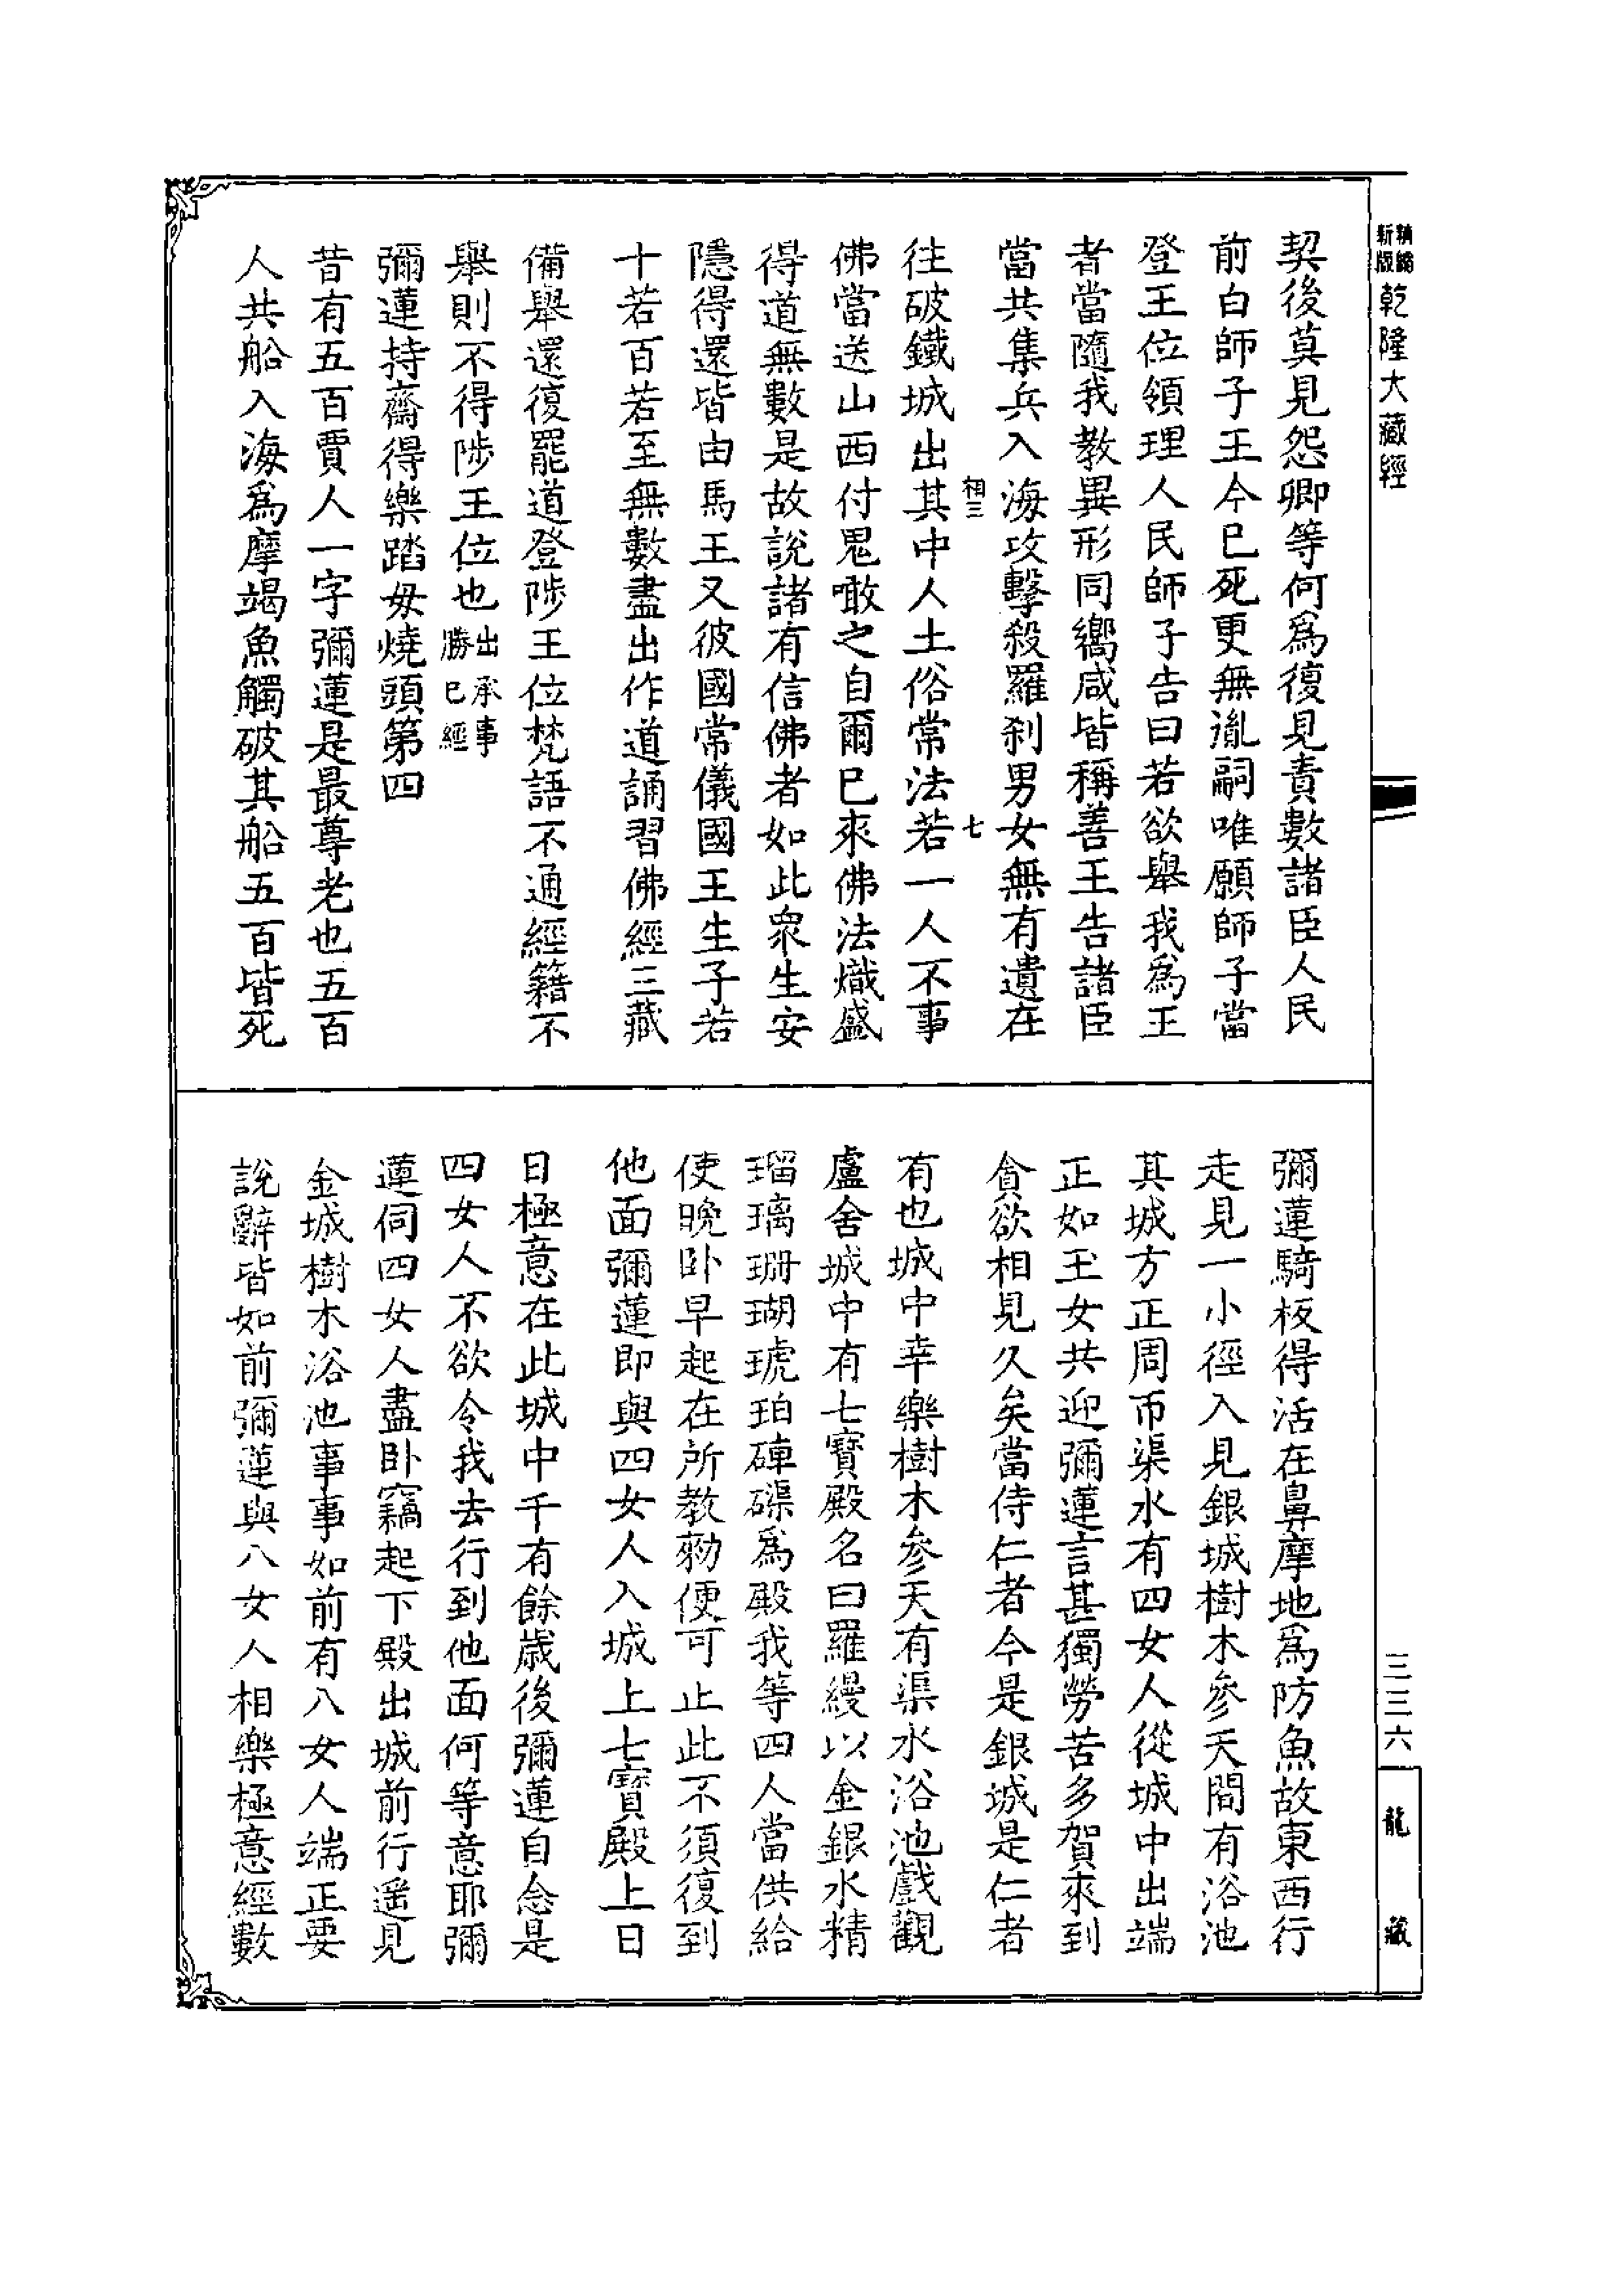 精縮新版乾隆大藏經
契後莫見怨卿等何爲復見責數諸臣人民
前白師子王今已死更無胤嗣唯願師子當
登王位領理人民師子告曰若欲舉我爲王
者當隨我教異形同嚮咸皆稱善王告諸臣
當共集兵入海攻擊殺羅刹男女無有遺在
相三 七
往破鐵城出其中人土俗常法若一人不事
佛當送山西付鬼噉之自爾已來佛法熾盛
得道無數是故說諸有信佛者如此衆生安
隱得還皆由馬王又彼國常儀國王生子若
十若百若至無數盡出作道誦習佛經三藏
備舉還復罷道登陟王位梵語不通經籍不
舉則不得陟王位也出承事勝已經
彌蓮持齋得樂踏毋燒頭第四
昔有五百賈人一字彌蓮是最尊老也五百
人共船入海爲摩竭魚觸破其船五百皆死
彌蓮騎板得活在鼻摩地爲防魚故東西行
走見一小徑入見銀城樹木參天間有浴池
其城方正周帀渠水有四女人從城中出端
正如玉女共迎彌蓮言甚獨勞苦多賀來到
貪欲相見久矣當侍仁者今是銀城是仁者
有也城中幸樂樹木參天有渠水浴池戲觀
盧舍城中有七寶殿名曰羅縵以金銀水精
瑠璃珊瑚琥珀硨磲爲殿我等四人當供給
使晚卧早起在所教勑便可止此不須復到
他面彌蓮即與四女人入城上七寶殿上日
日極意在此城中千有餘歲後彌蓮自念是
四女人不欲令我去行到他面何等意耶彌
蓮伺四女人盡卧竊起下殿出城前行遥見
金城樹木浴池事事如前有八女人端正要
說辭皆如前彌蓮與八女人相樂極意經數
三三六
龍藏